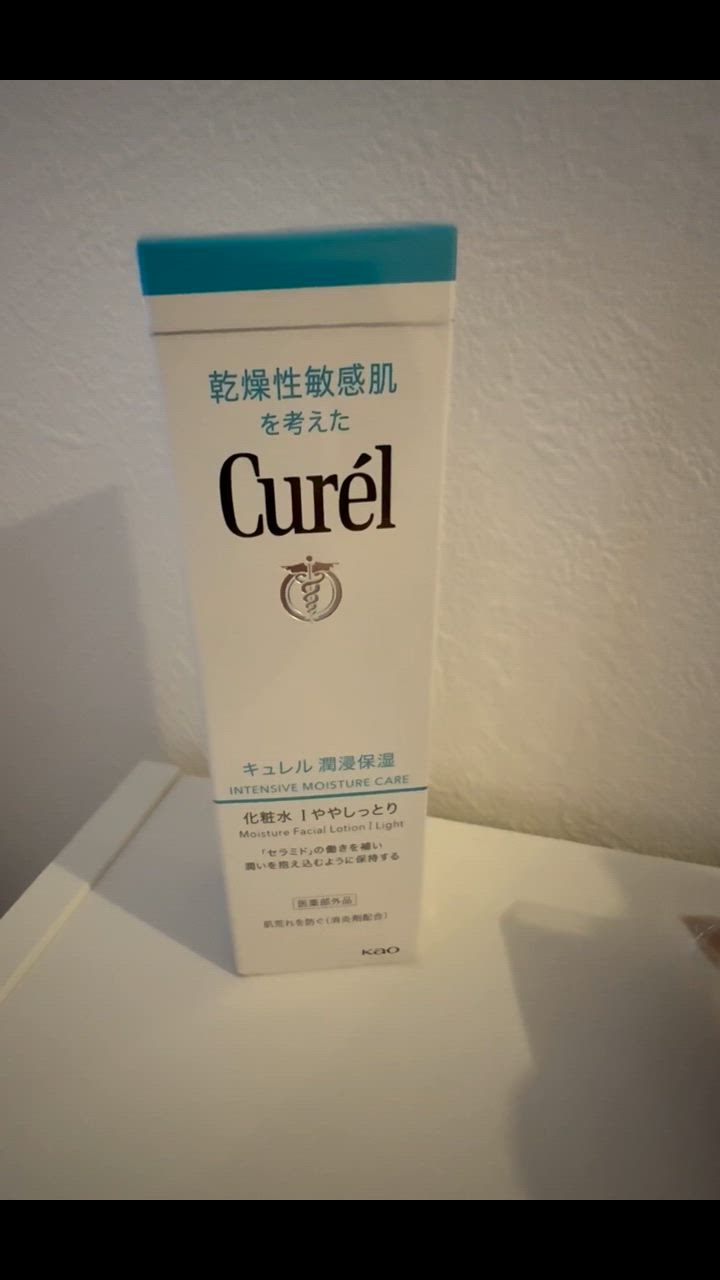 乾燥性敏感肌
を考えた
Curél
キュレル 潤浸保湿
INTENSIVE MOISTURE CARE
化粧水 I ややしっとり
Moisture Facial Lotion I Light
「セラミド」の働きを補い
潤いを抱え込むように保持する
医薬部外品
肌荒れを防ぐ(消炎剤配合)
Kao